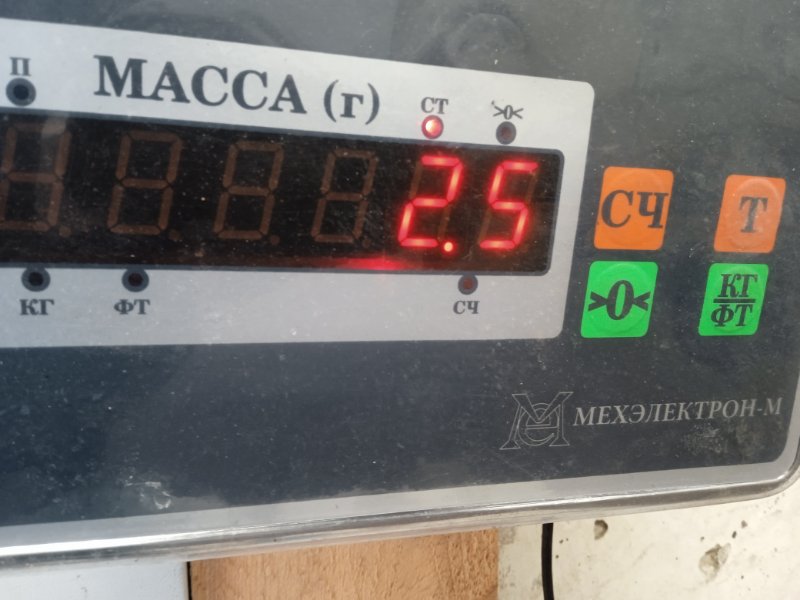 П
МАССА (г)
СТ
>0<
2.5
КГ
ФТ
СЧ
СЧ
Т
>0<
КГ
ФТ
МЕХЭЛЕКТРОН-М